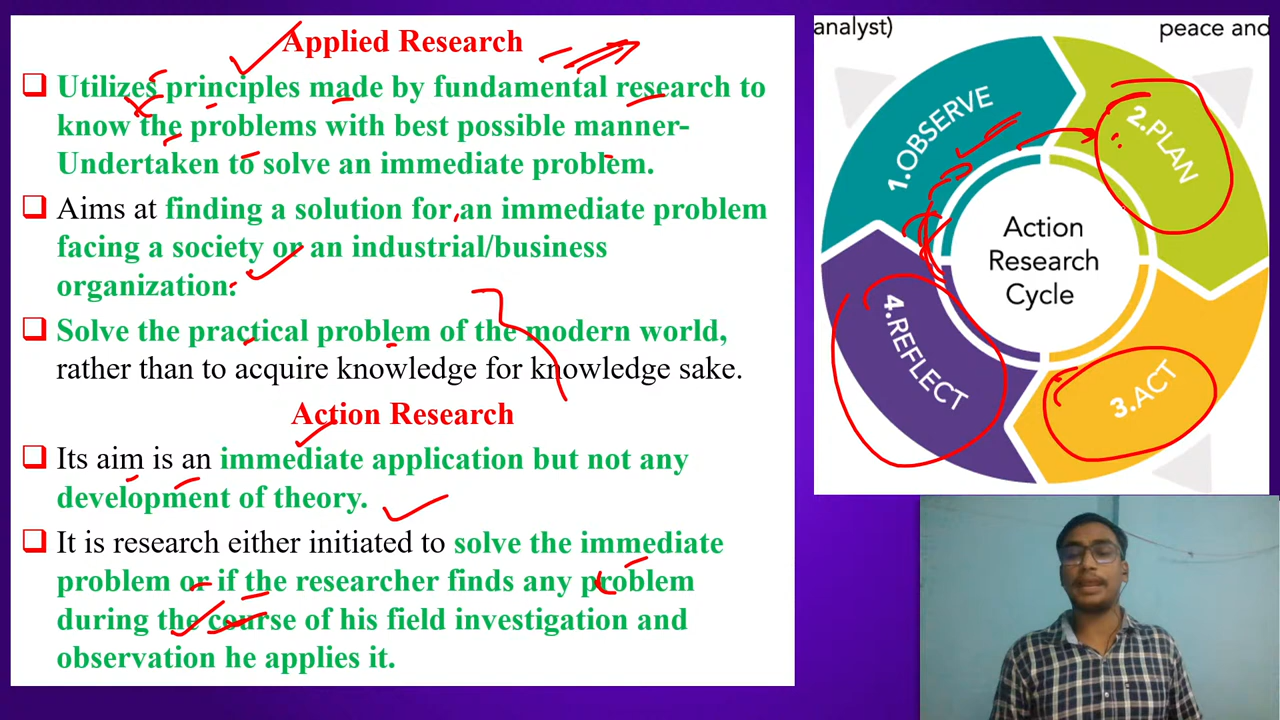 Applied Research
Utilizes principles made by fundamental research to
know the problems with best possible manner-
Undertaken to solve an immediate problem.
Aims at finding a solution for an immediate problem
facing a society or an industrial/business
organization.
Solve the practical problem of the modern world,
rather than to acquire knowledge for knowledge sake.
Action Research
Its aim is an immediate application but not any
development of theory.
It is research either initiated to solve the immediate
problem or if the researcher finds any problem
during the course of his field investigation and
observation he applies it.
analyst)
peace and
1.OBSERVE
2.PLAN
3.ACT
4.REFLECT
Action
Research
Cycle